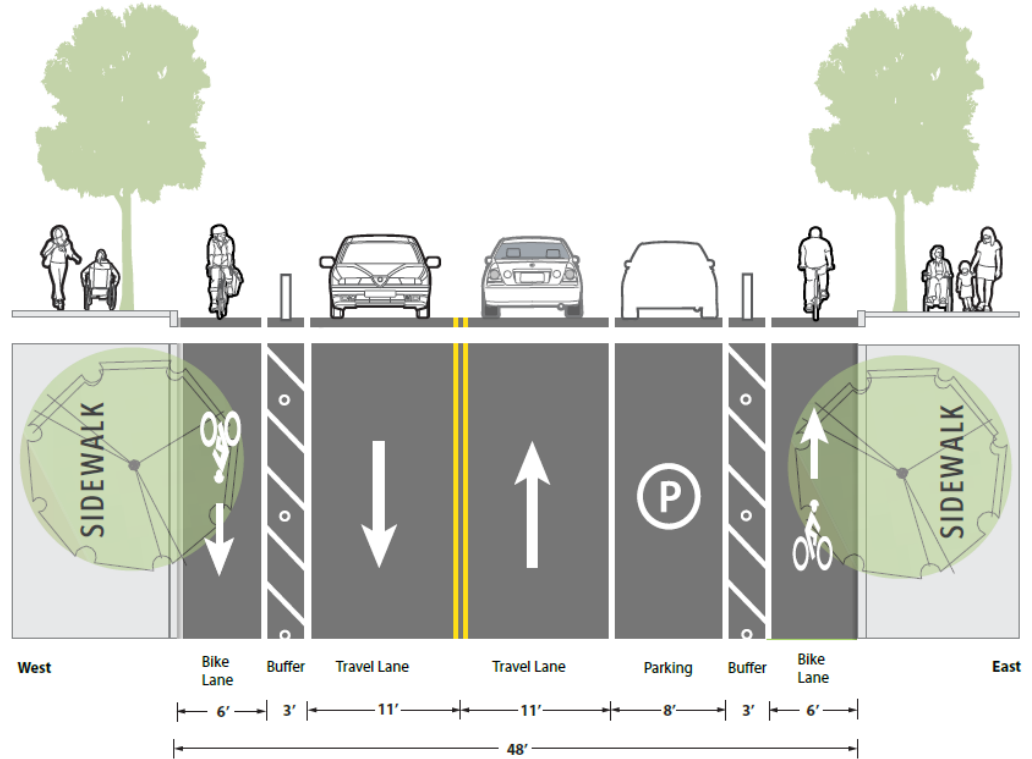 SIDEWALK
P
SIDEWALK
West
Bike
Lane
Buffer
Travel Lane
Travel Lane
Parking
Buffer
Bike
Lane
East
6’
3’
11’
11’
8’
3’
6’
48’